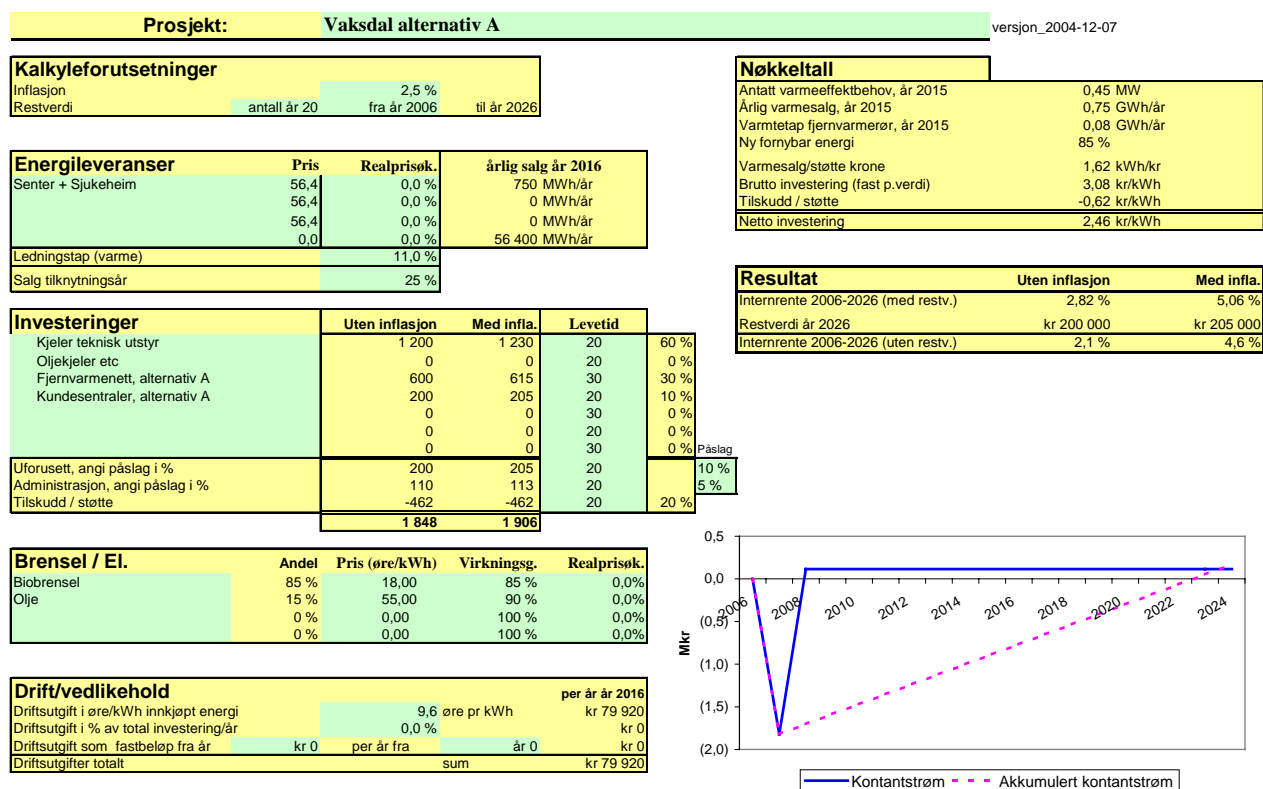 Prosjekt: Vaksdal alternativ A versjon_2004-12-07
Kalkyleforutsetninger
Inflasjon 2,5 %
Restverdi antall år 20 fra år 2006 til år 2026
Nøkkeltall
Antatt varmeeffektbehov, år 2015 0,45 MW
Årlig varmesalg, år 2015 0,75 GWh/år
Varmtetap fjernvarmerør, år 2015 0,08 GWh/år
Ny fornybar energi 85 %
Varmesalg/støtte krone 1,62 kWh/kr
Brutto investering (fast p.verdi) 3,08 kr/kWh
Tilskudd / støtte -0,62 kr/kWh
Netto investering 2,46 kr/kWh
Energileveranser Pris Realprisøk. årlig salg år 2016
Senter + Sjukeheim 56,4 0,0 % 750 MWh/år
56,4 0,0 % 0 MWh/år
56,4 0,0 % 0 MWh/år
0,0 0,0 % 56 400 MWh/år
Ledningstap (varme) 11,0 %
Salg tilknytningsår 25 %
Resultat Uten inflasjon Med infla.
Internrente 2006-2026 (med restv.) 2,82 % 5,06 %
Restverdi år 2026 kr 200 000 kr 205 000
Internrente 2006-2026 (uten restv.) 2,1 % 4,6 %
Investeringer Uten inflasjon Med infla. Levetid
Kjeler teknisk utstyr 1 200 1 230 20 60 %
Oljekjeler etc 0 0 20 0 %
Fjernvarmenett, alternativ A 600 615 30 30 %
Kundesentraler, alternativ A 200 205 20 10 %
0 0 30 0 %
0 0 20 0 %
0 0 30 0 % Påslag
Uforusett, angi påslag i % 200 205 20 10 %
Administrasjon, angi påslag i % 110 113 20 5 %
Tilskudd / støtte -462 -462 20 20 %
1 848 1 906
Brensel / El. Andel Pris (øre/kWh) Virkningsg. Realprisøk.
Biobrensel 85 % 18,00 85 % 0,0%
Olje 15 % 55,00 90 % 0,0%
0 % 0,00 100 % 0,0%
0 % 0,00 100 % 0,0%
Drift/vedlikehold per år år 2016
Driftsutgift i øre/kWh innkjøpt energi 9,6 øre pr kWh kr 79 920
Driftsutgift i % av total investering/år 0,0 % kr 0
Driftsutgift som fastbeløp fra år kr 0 per år fra år 0 kr 0
Driftsutgifter totalt sum kr 79 920
0,5
0,0
(0,5)
(1,0)
(1,5)
(2,0)
Mkr
2006 2008 2010 2012 2014 2016 2018 2020 2022 2024
Kontantstrøm Akkumulert kontantstrøm